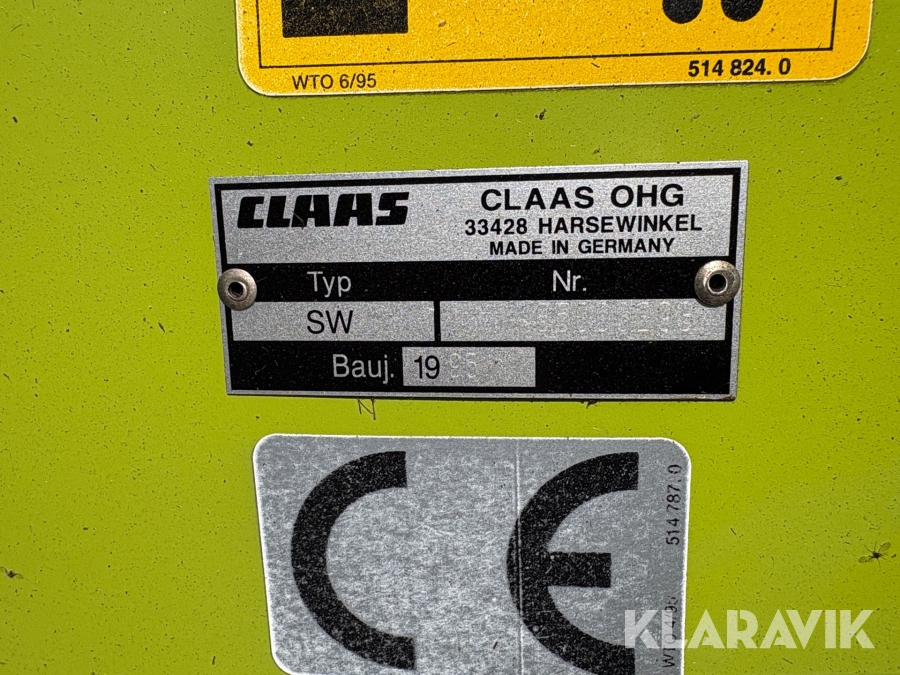 WTO 6/95
514 824. 0
CLAAS
CLAAS OHG
33428 HARSEWINKEL
MADE IN GERMANY
Typ
Nr.
SW
Bauj. 1995
CE
514 787. 0
KLARAVIK